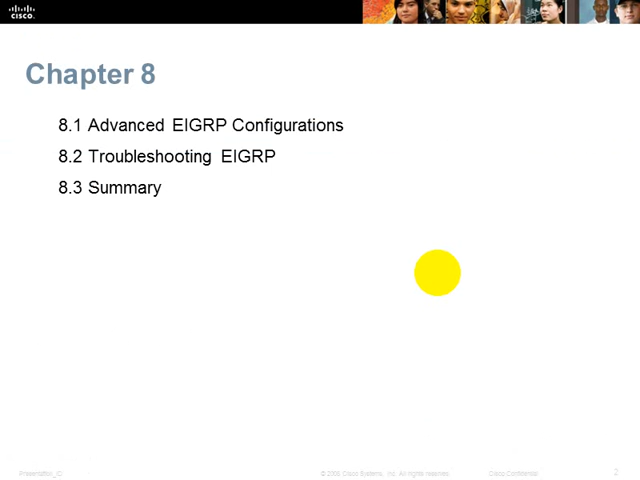 CISCO.
Chapter 8
8.1 Advanced EIGRP Configurations
8.2 Troubleshooting EIGRP
8.3 Summary
Presentation_ID
© 2008 Cisco Systems, Inc. All rights reserved.
Cisco Confidential
2